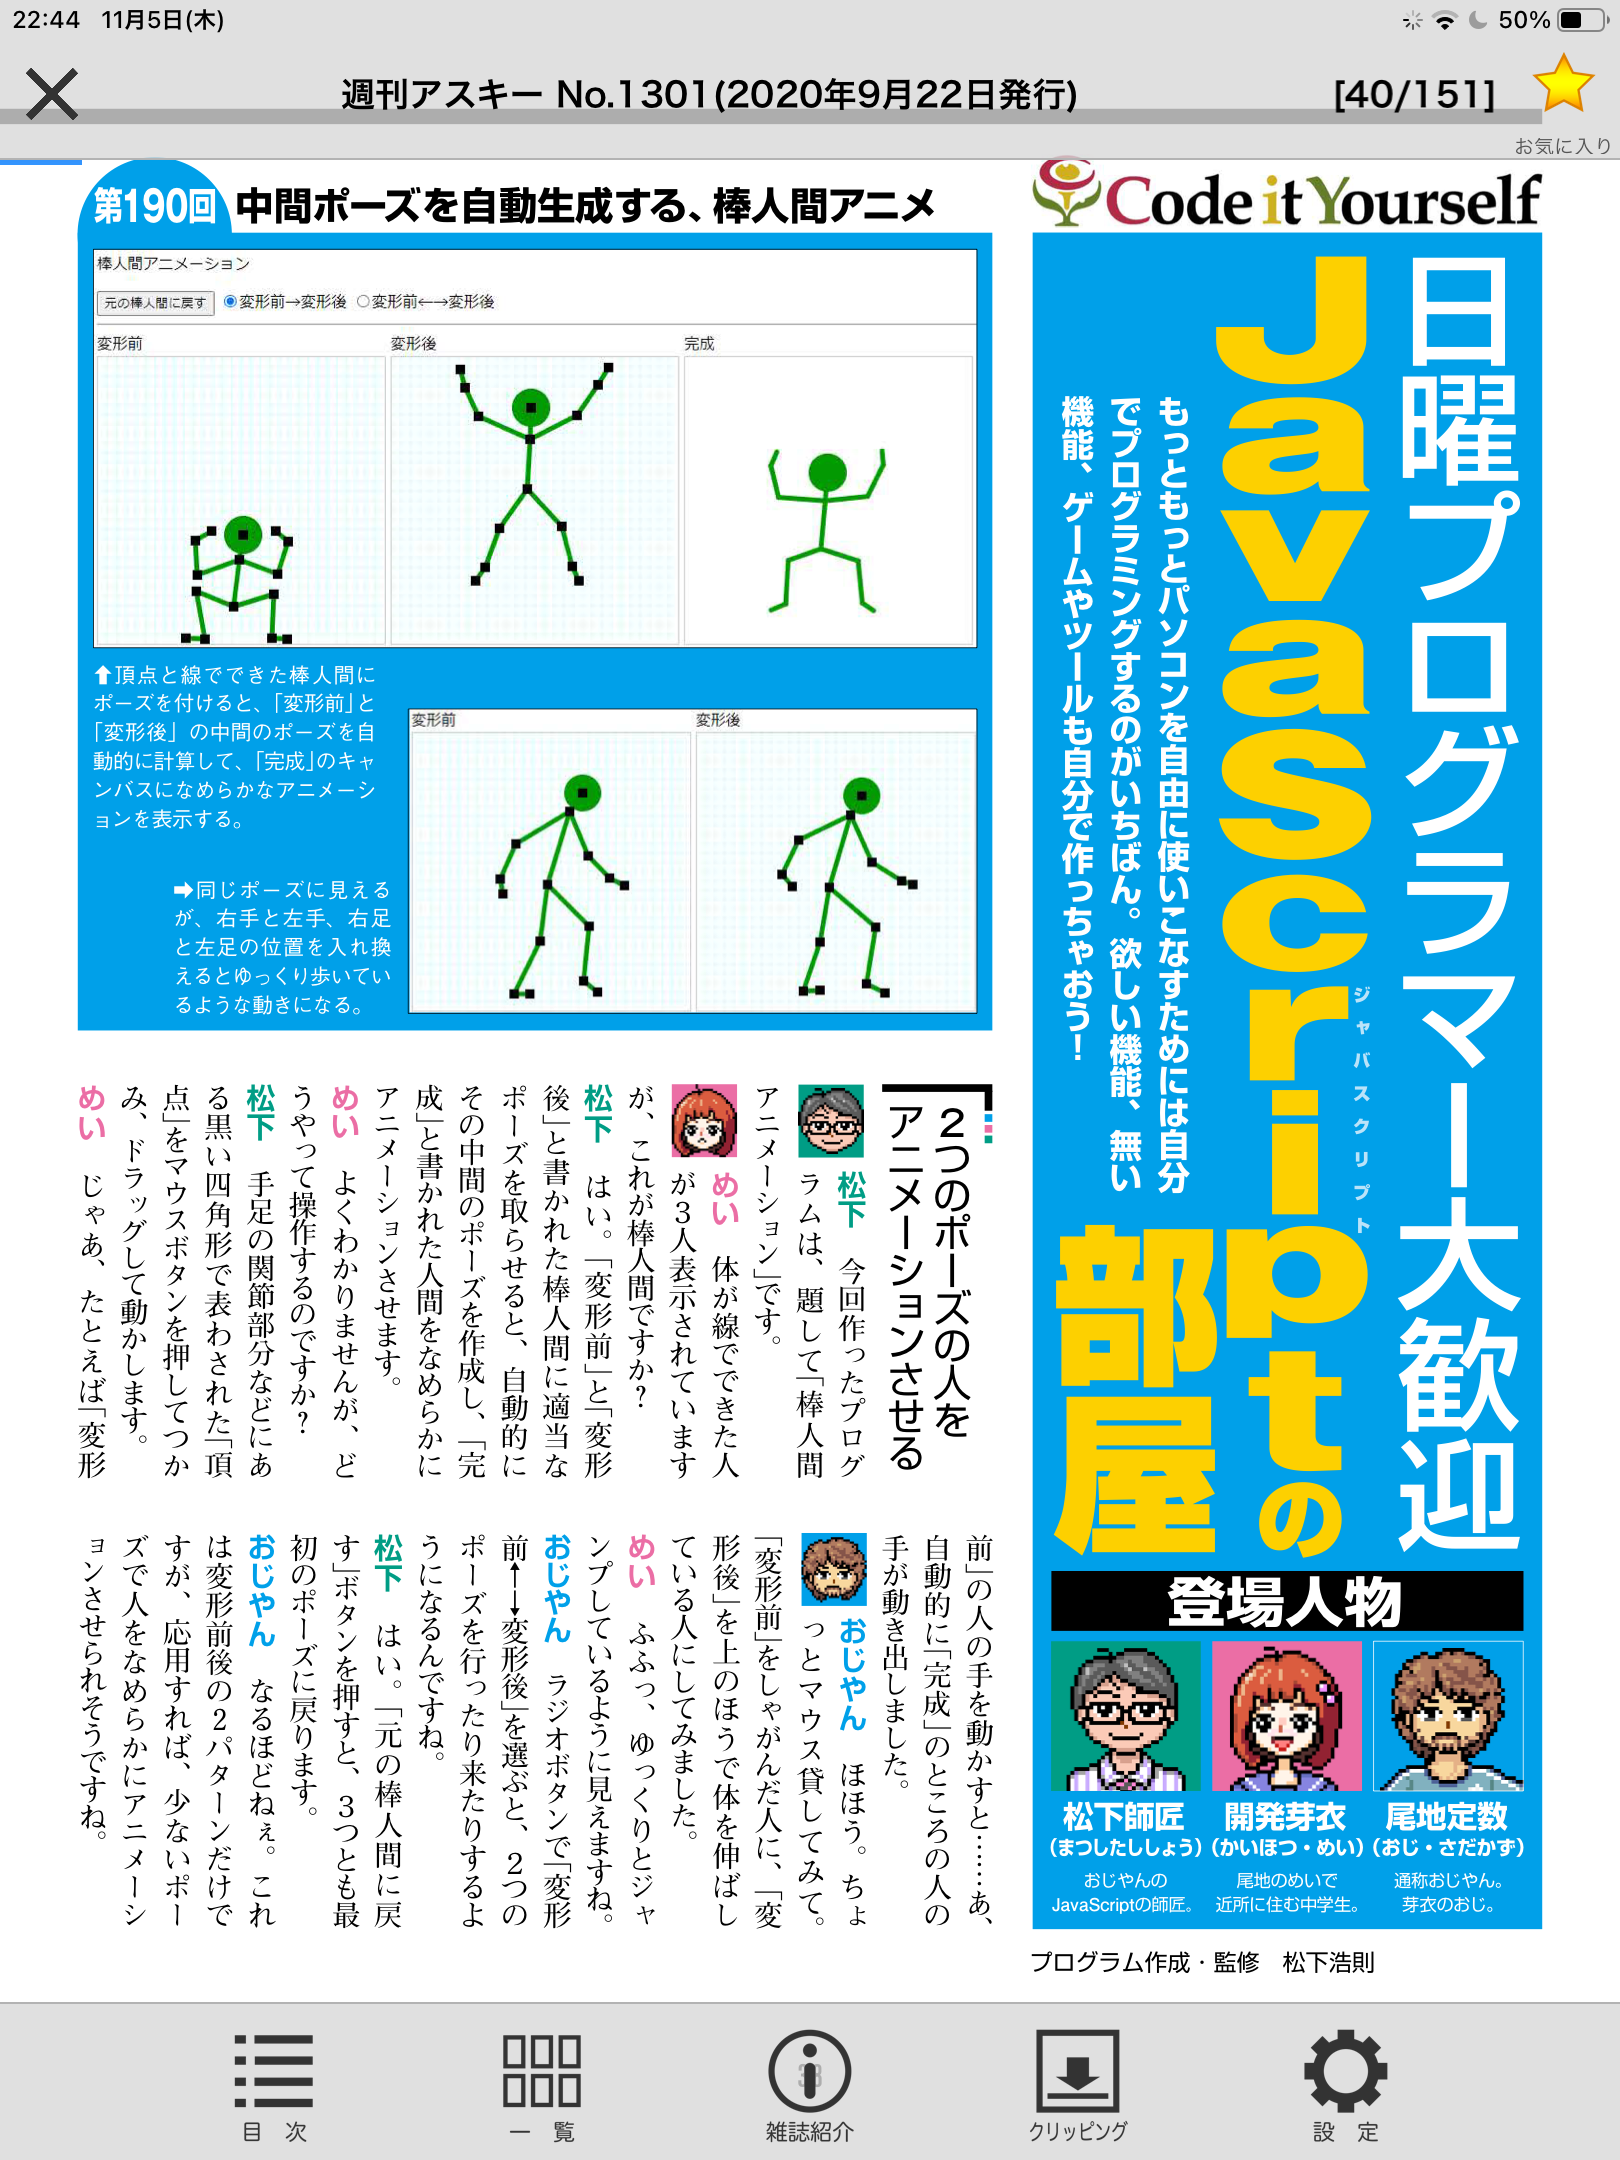 22:44 11月5日(木)
50%
週刊アスキー No.1301(2020年9月22日発行)
[40/151]
お気に入り
Code it Yourself
日曜プログラマー大歓迎
JavaScriptの
ジャバスクリプト
部屋
もっともっとパソコンを自由に使いこなすためには自分
でプログラミングするのがいちばん。欲しい機能、無い
機能、ゲームやツールも自分で作っちゃおう！
第190回 中間ポーズを自動生成する、棒人間アニメ
棒人間アニメーション
元の棒人間に戻す 変形前→変形後 変形前←→変形後
変形前
変形後
完成
⬆頂点と線でできた棒人間に
ポーズを付けると、「変形前」と
「変形後」の中間のポーズを自
動的に計算して、「完成」のキャ
ンバスになめらかなアニメーシ
ョンを表示する。
変形前
変形後
➡同じポーズに見える
が、右手と左手、右足
と左足の位置を入れ換
えるとゆっくり歩いてい
るような動きになる。
２つのポーズの人を
アニメーションさせる
松下 今回作ったプログ
ラムは、題して「棒人間
アニメーション」です。
めい 体が線でできた人
が３人表示されています
が、これが棒人間ですか？
松下 はい。「変形前」と「変形
後」と書かれた棒人間に適当な
ポーズを取らせると、自動的に
その中間のポーズを作成し、「完
成」と書かれた人間をなめらかに
アニメーションさせます。
めい よくわかりませんが、ど
うやって操作するのですか？
松下 手足の関節部分などにあ
る黒い四角形で表わされた「頂
点」をマウスボタンを押してつか
み、ドラッグして動かします。
めい じゃあ、たとえば「変形
前」の人の手を動かすと……あ、
自動的に「完成」のところの人の
手が動き出しました。
おじやん ほほう。ちょ
っとマウス貸してみて。
「変形前」をしゃがんだ人に、「変
形後」を上のほうで体を伸ばし
ている人にしてみました。
めい ふふっ、ゆっくりとジャ
ンプしているように見えますね。
おじやん ラジオボタンで「変形
前←→変形後」を選ぶと、２つの
ポーズを行ったり来たりするよ
うになるんですね。
松下 はい。「元の棒人間に戻
す」ボタンを押すと、３つとも最
初のポーズに戻ります。
おじやん なるほどねぇ。これ
は変形前後の２パターンだけで
すが、応用すれば、少ないポー
ズで人をなめらかにアニメーシ
ョンさせられそうですね。
登場人物
松下師匠
(まつしたししょう)
おじやんの
JavaScriptの師匠。
開発芽衣
(かいほつ・めい)
尾地のめいで
近所に住む中学生。
尾地定数
(おじ・さだかず)
通称おじやん。
芽衣のおじ。
プログラム作成・監修 松下浩則
目 次
一 覧
雑誌紹介
クリッピング
設 定